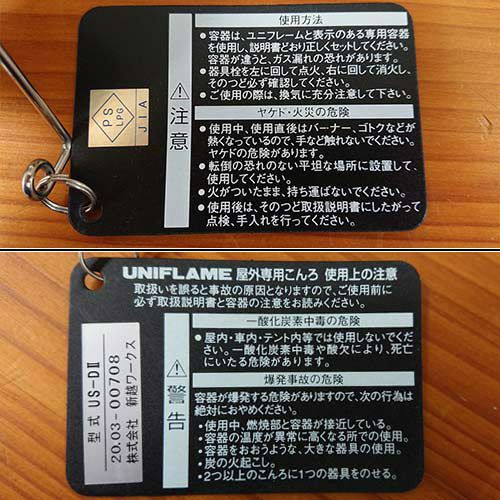 使用方法
●容器は、ユニフレームと表示のある専用容器
を使用し、説明書どおり正しくセットしてください。
容器が違うと、ガス漏れの恐れがあります。
●器具栓を左に回して点火、右に回して消火し、
そのつど必ず確認してください。
●ご使用の際は、換気に充分注意して下さい。
ヤケド・火災の危険
●使用中、使用直後はバーナー、ゴトクなどが
熱くなっているので、手など触れないでください。
ヤケドの危険があります。
●転倒の恐れのない平坦な場所に設置して、
使用してください。
●火がついたまま、持ち運ばないでください。
●使用後は、そのつど取扱説明書にしたがって
点検、手入れを行ってください。
注意
PS
LPG
JIA
UNIFLAME 屋外専用こんろ 使用上の注意
取扱いを誤ると事故の原因となりますので、ご使用前に
必ず取扱説明書と容器の注意をお読みください。
一酸化炭素中毒の危険
●屋内・車内・テント内等では使用しないでください。
一酸化炭素中毒や酸欠により、死亡
にいたる危険があります。
爆発事故の危険
容器が爆発する危険がありますので、次の行為は
絶対におやめください。
・使用中、燃焼部と容器が接近している。
・容器の温度が異常に高くなる所での使用。
・容器をおおうような、大きな器具の使用。
・炭の火起こし。
・2つ以上のこんろに1つの器具をのせる。
警告
型式 US-DⅡ
20.03-00708
株式会社 新越ワークス